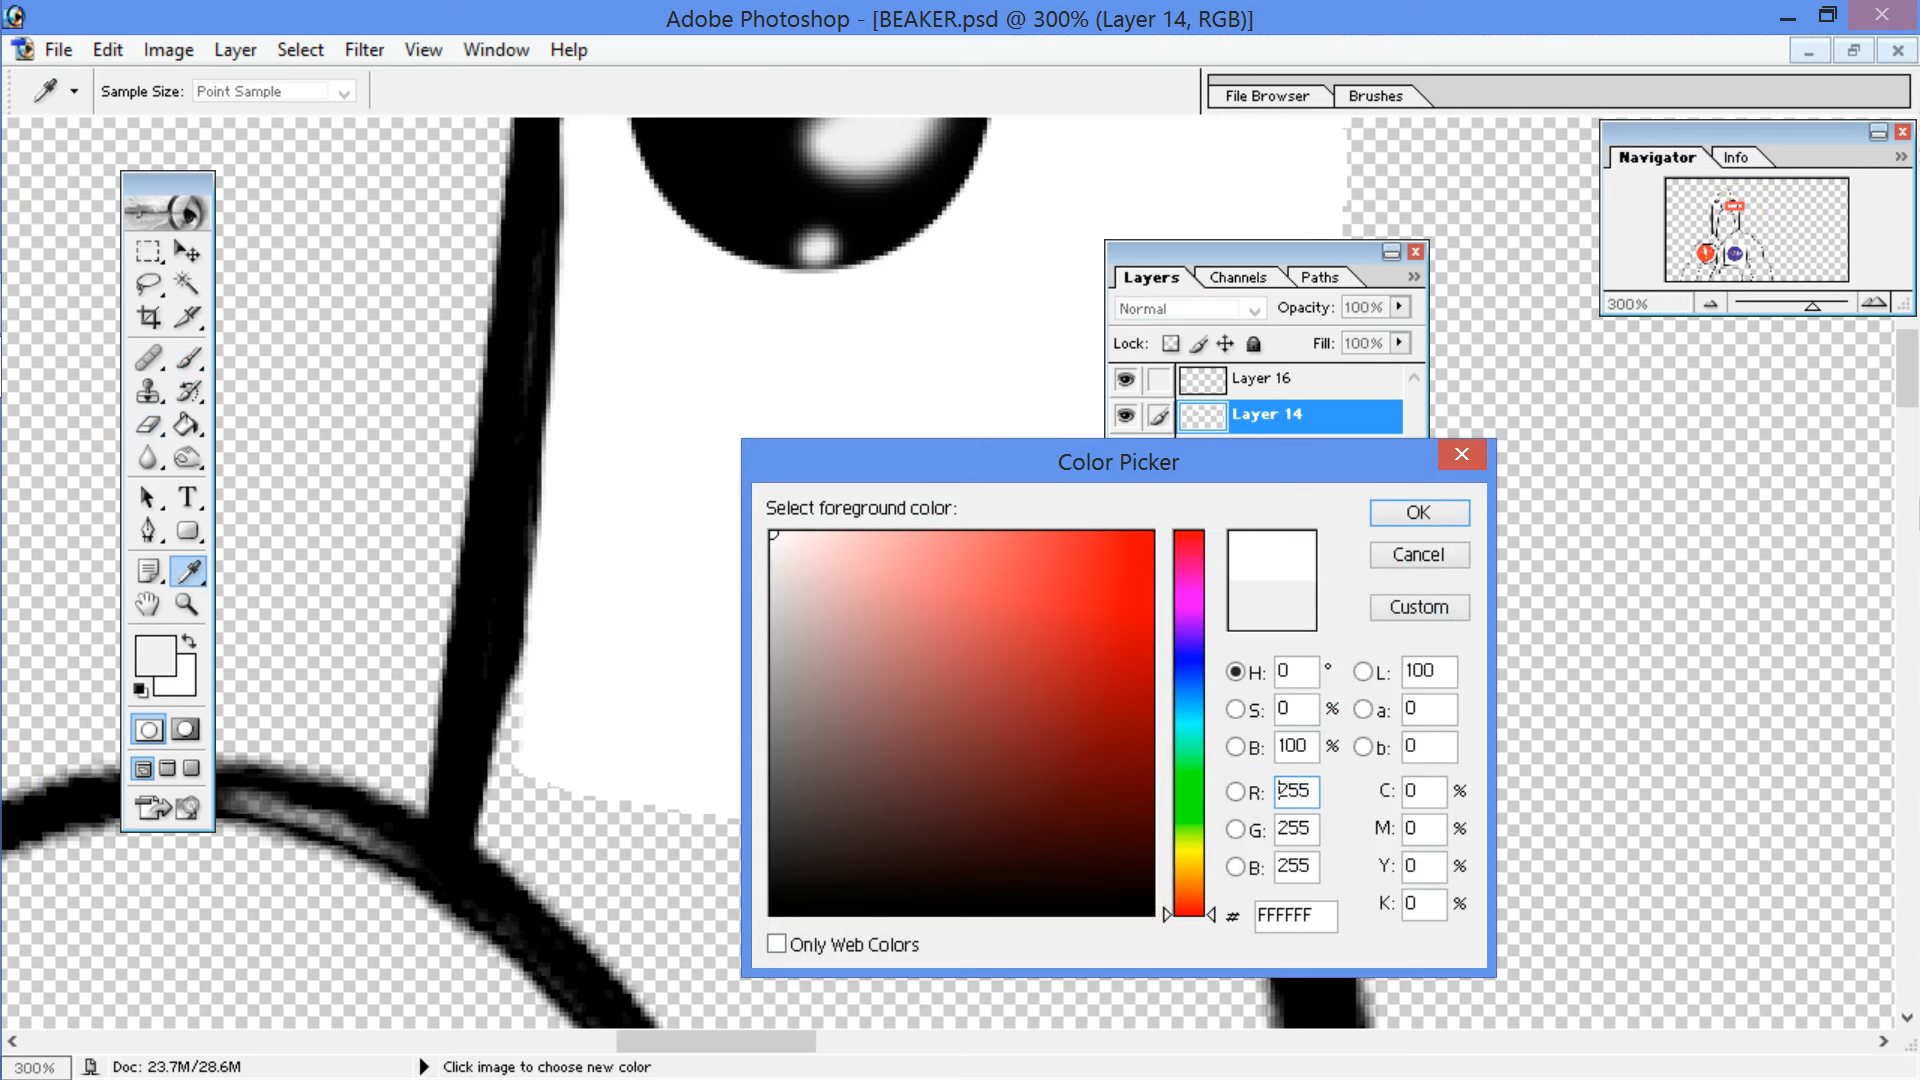 Adobe Photoshop - [BEAKER.psd @ 300% (Layer 14, RGB)]
File Edit Image Layer Select Filter View Window Help
Sample Size: Point Sample
File Browser Brushes
Navigator Info
300%
Layers Channels Paths
Normal Opacity: 100%
Lock: Fill: 100%
Layer 16
Layer 14
T
Color Picker
Select foreground color:
OK
Cancel
Custom
H: 0 ° L: 100
S: 0 % a: 0
B: 100 % b: 0
R: 255 C: 0 %
G: 255 M: 0 %
B: 255 Y: 0 %
K: 0 %
# FFFFFF
Only Web Colors
300% Doc: 23.7M/28.6M Click image to choose new color